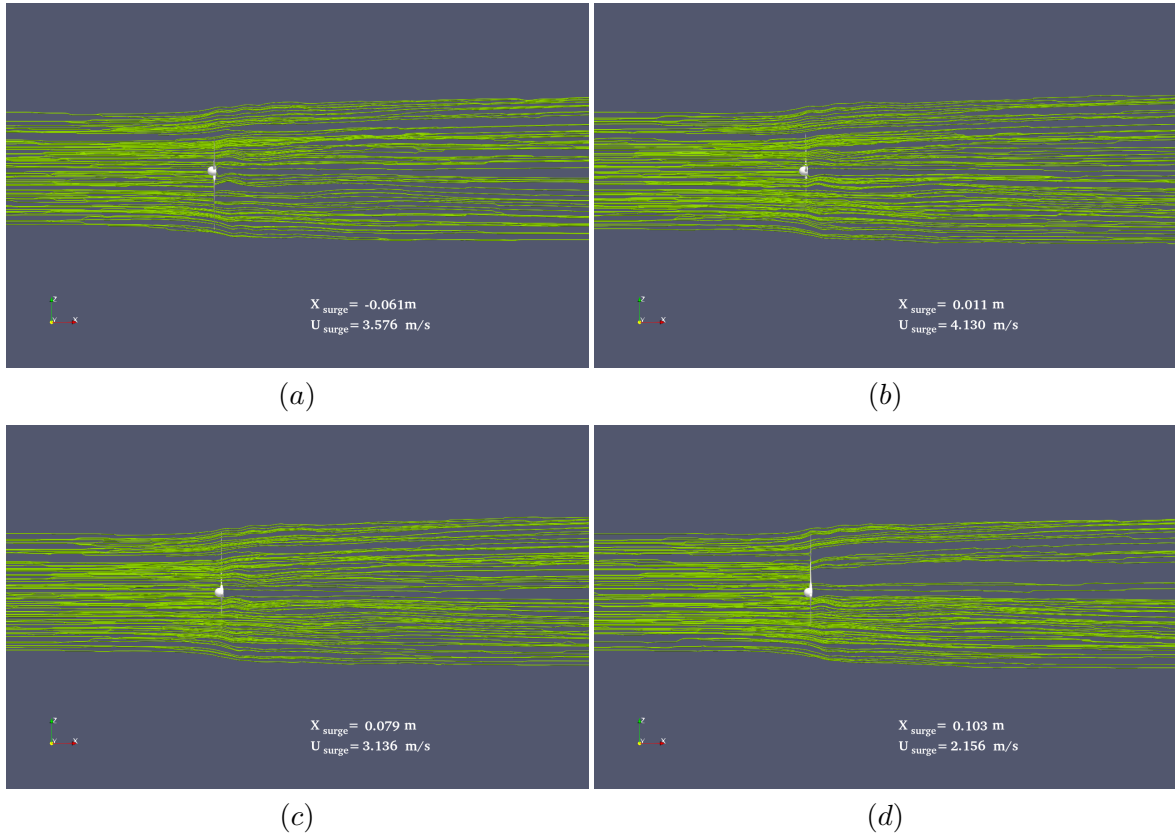 Z
Y
X
X surge = -0.061 m
U surge = 3.576 m/s
Z
Y
X
X surge = 0.011 m
U surge = 4.130 m/s
(a)
(b)
Z
Y
X
X surge = 0.079 m
U surge = 3.136 m/s
Z
Y
X
X surge = 0.103 m
U surge = 2.156 m/s
(c)
(d)